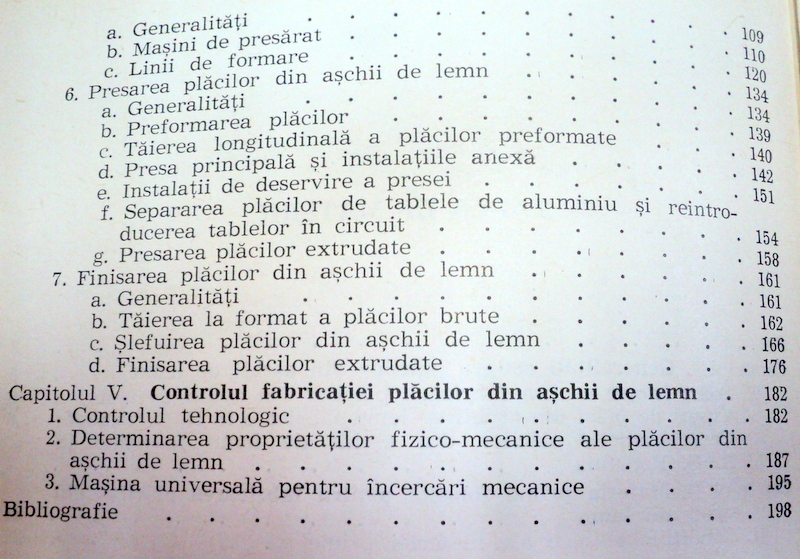 a. Generalități . . . . . . . . . 109
b. Mașini de presărat . . . . . . . . 110
c. Linii de formare . . . . . . . . 120
6. Presarea plăcilor din așchii de lemn . . . . . 134
a. Generalități . . . . . . . . . 134
b. Preformarea plăcilor . . . . . . . . 139
c. Tăierea longitudinală a plăcilor preformate . . . 140
d. Presa principală și instalațiile anexă . . . . 142
e. Instalații de deservire a presei . . . . . . 151
f. Separarea plăcilor de tablele de aluminiu și reintro-
ducerea tablelor în circuit . . . . . . . 154
g. Presarea plăcilor extrudate . . . . . . . 158
7. Finisarea plăcilor din așchii de lemn . . . . . 161
a. Generalități . . . . . . . . . . 161
b. Tăierea la format a plăcilor brute . . . . . 162
c. Șlefuirea plăcilor din așchii de lemn . . . . 166
d. Finisarea plăcilor extrudate . . . . . . 176
Capitolul V. Controlul fabricației plăcilor din așchii de lemn . 182
1. Controlul tehnologic . . . . . . . . . 182
2. Determinarea proprietăților fizico-mecanice ale plăcilor din
așchii de lemn . . . . . . . . . . . 187
3. Mașina universală pentru încercări mecanice . . . . 195
Bibliografie . . . . . . . . . . . . . 198